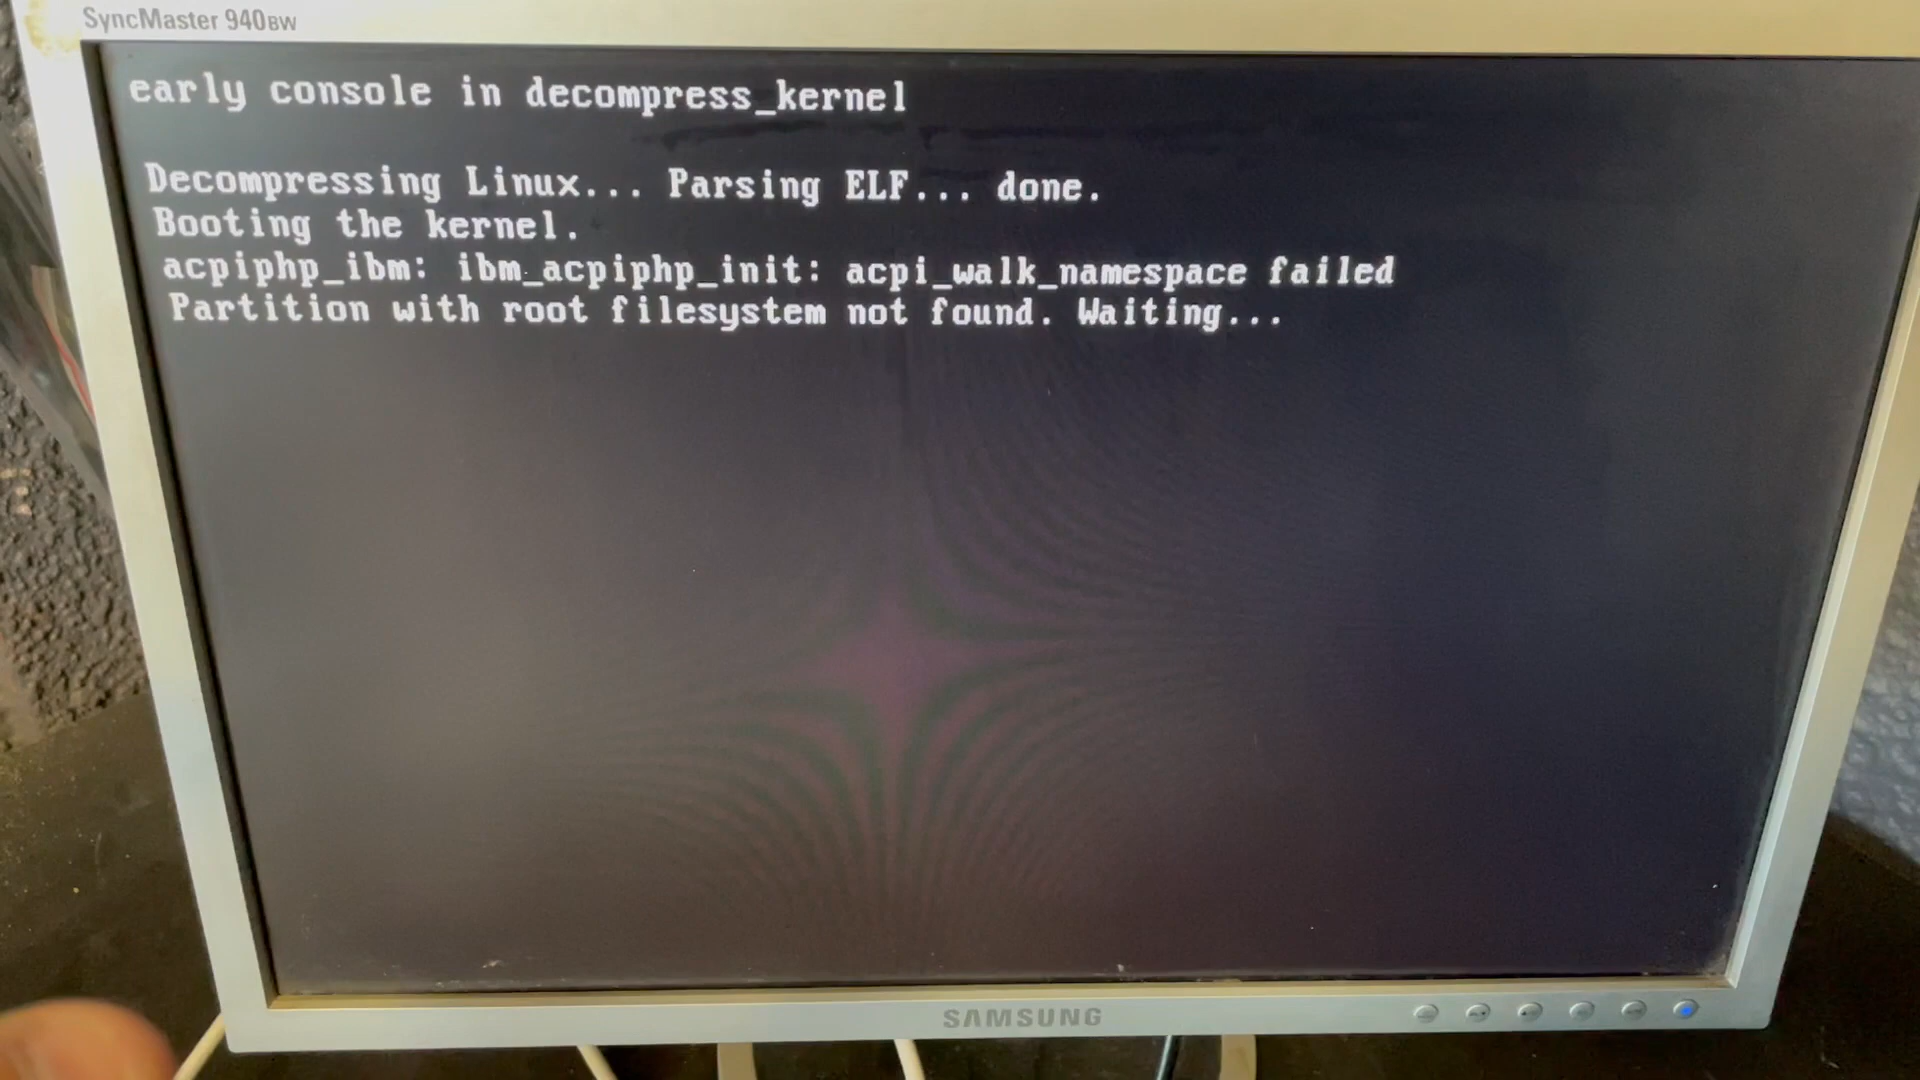 SyncMaster 940BW
early console in decompress_kernel
Decompressing Linux... Parsing ELF... done.
Booting the kernel.
acpiphp_ibm: ibm_acpiphp_init: acpi_walk_namespace failed
Partition with root filesystem not found. Waiting...
SAMSUNG